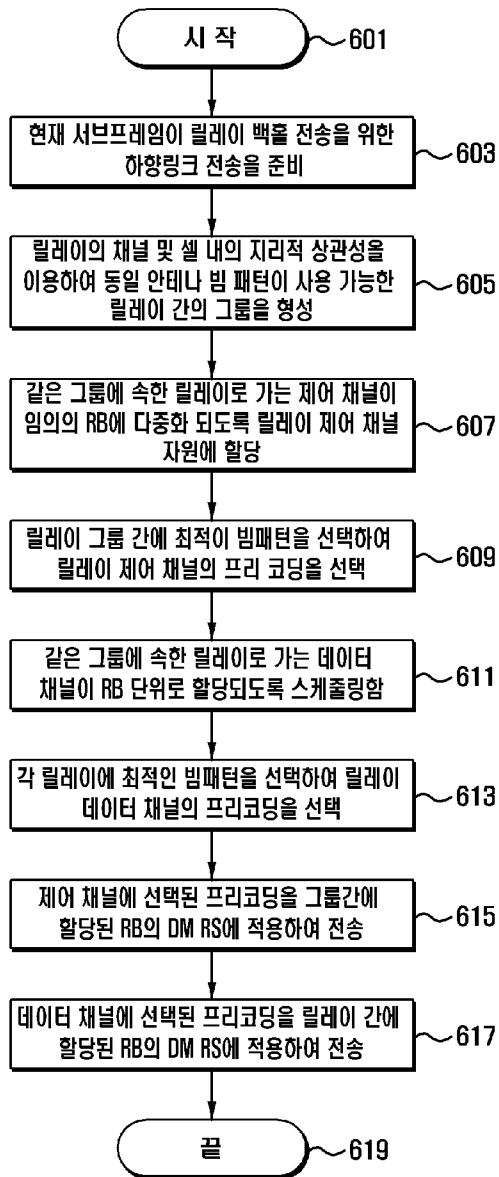 시 작
601
현재 서브프레임이 릴레이 백홀 전송을 위한
하향링크 전송을 준비
603
릴레이의 채널 및 셀 내의 지리적 상관성을
이용하여 동일 안테나 빔 패턴이 사용 가능한
릴레이 간의 그룹을 형성
605
같은 그룹에 속한 릴레이로 가는 제어 채널이
임의의 RB에 다중화 되도록 릴레이 제어 채널
자원에 할당
607
릴레이 그룹 간에 최적이 빔패턴을 선택하여
릴레이 제어 채널의 프리 코딩을 선택
609
같은 그룹에 속한 릴레이로 가는 데이터
채널이 RB 단위로 할당되도록 스케줄링함
611
각 릴레이에 최적인 빔패턴을 선택하여 릴레이
데이터 채널의 프리코딩을 선택
613
제어 채널에 선택된 프리코딩을 그룹간에
할당된 RB의 DM RS에 적용하여 전송
615
데이터 채널에 선택된 프리코딩을 릴레이 간에
할당된 RB의 DM RS에 적용하여 전송
617
끝
619